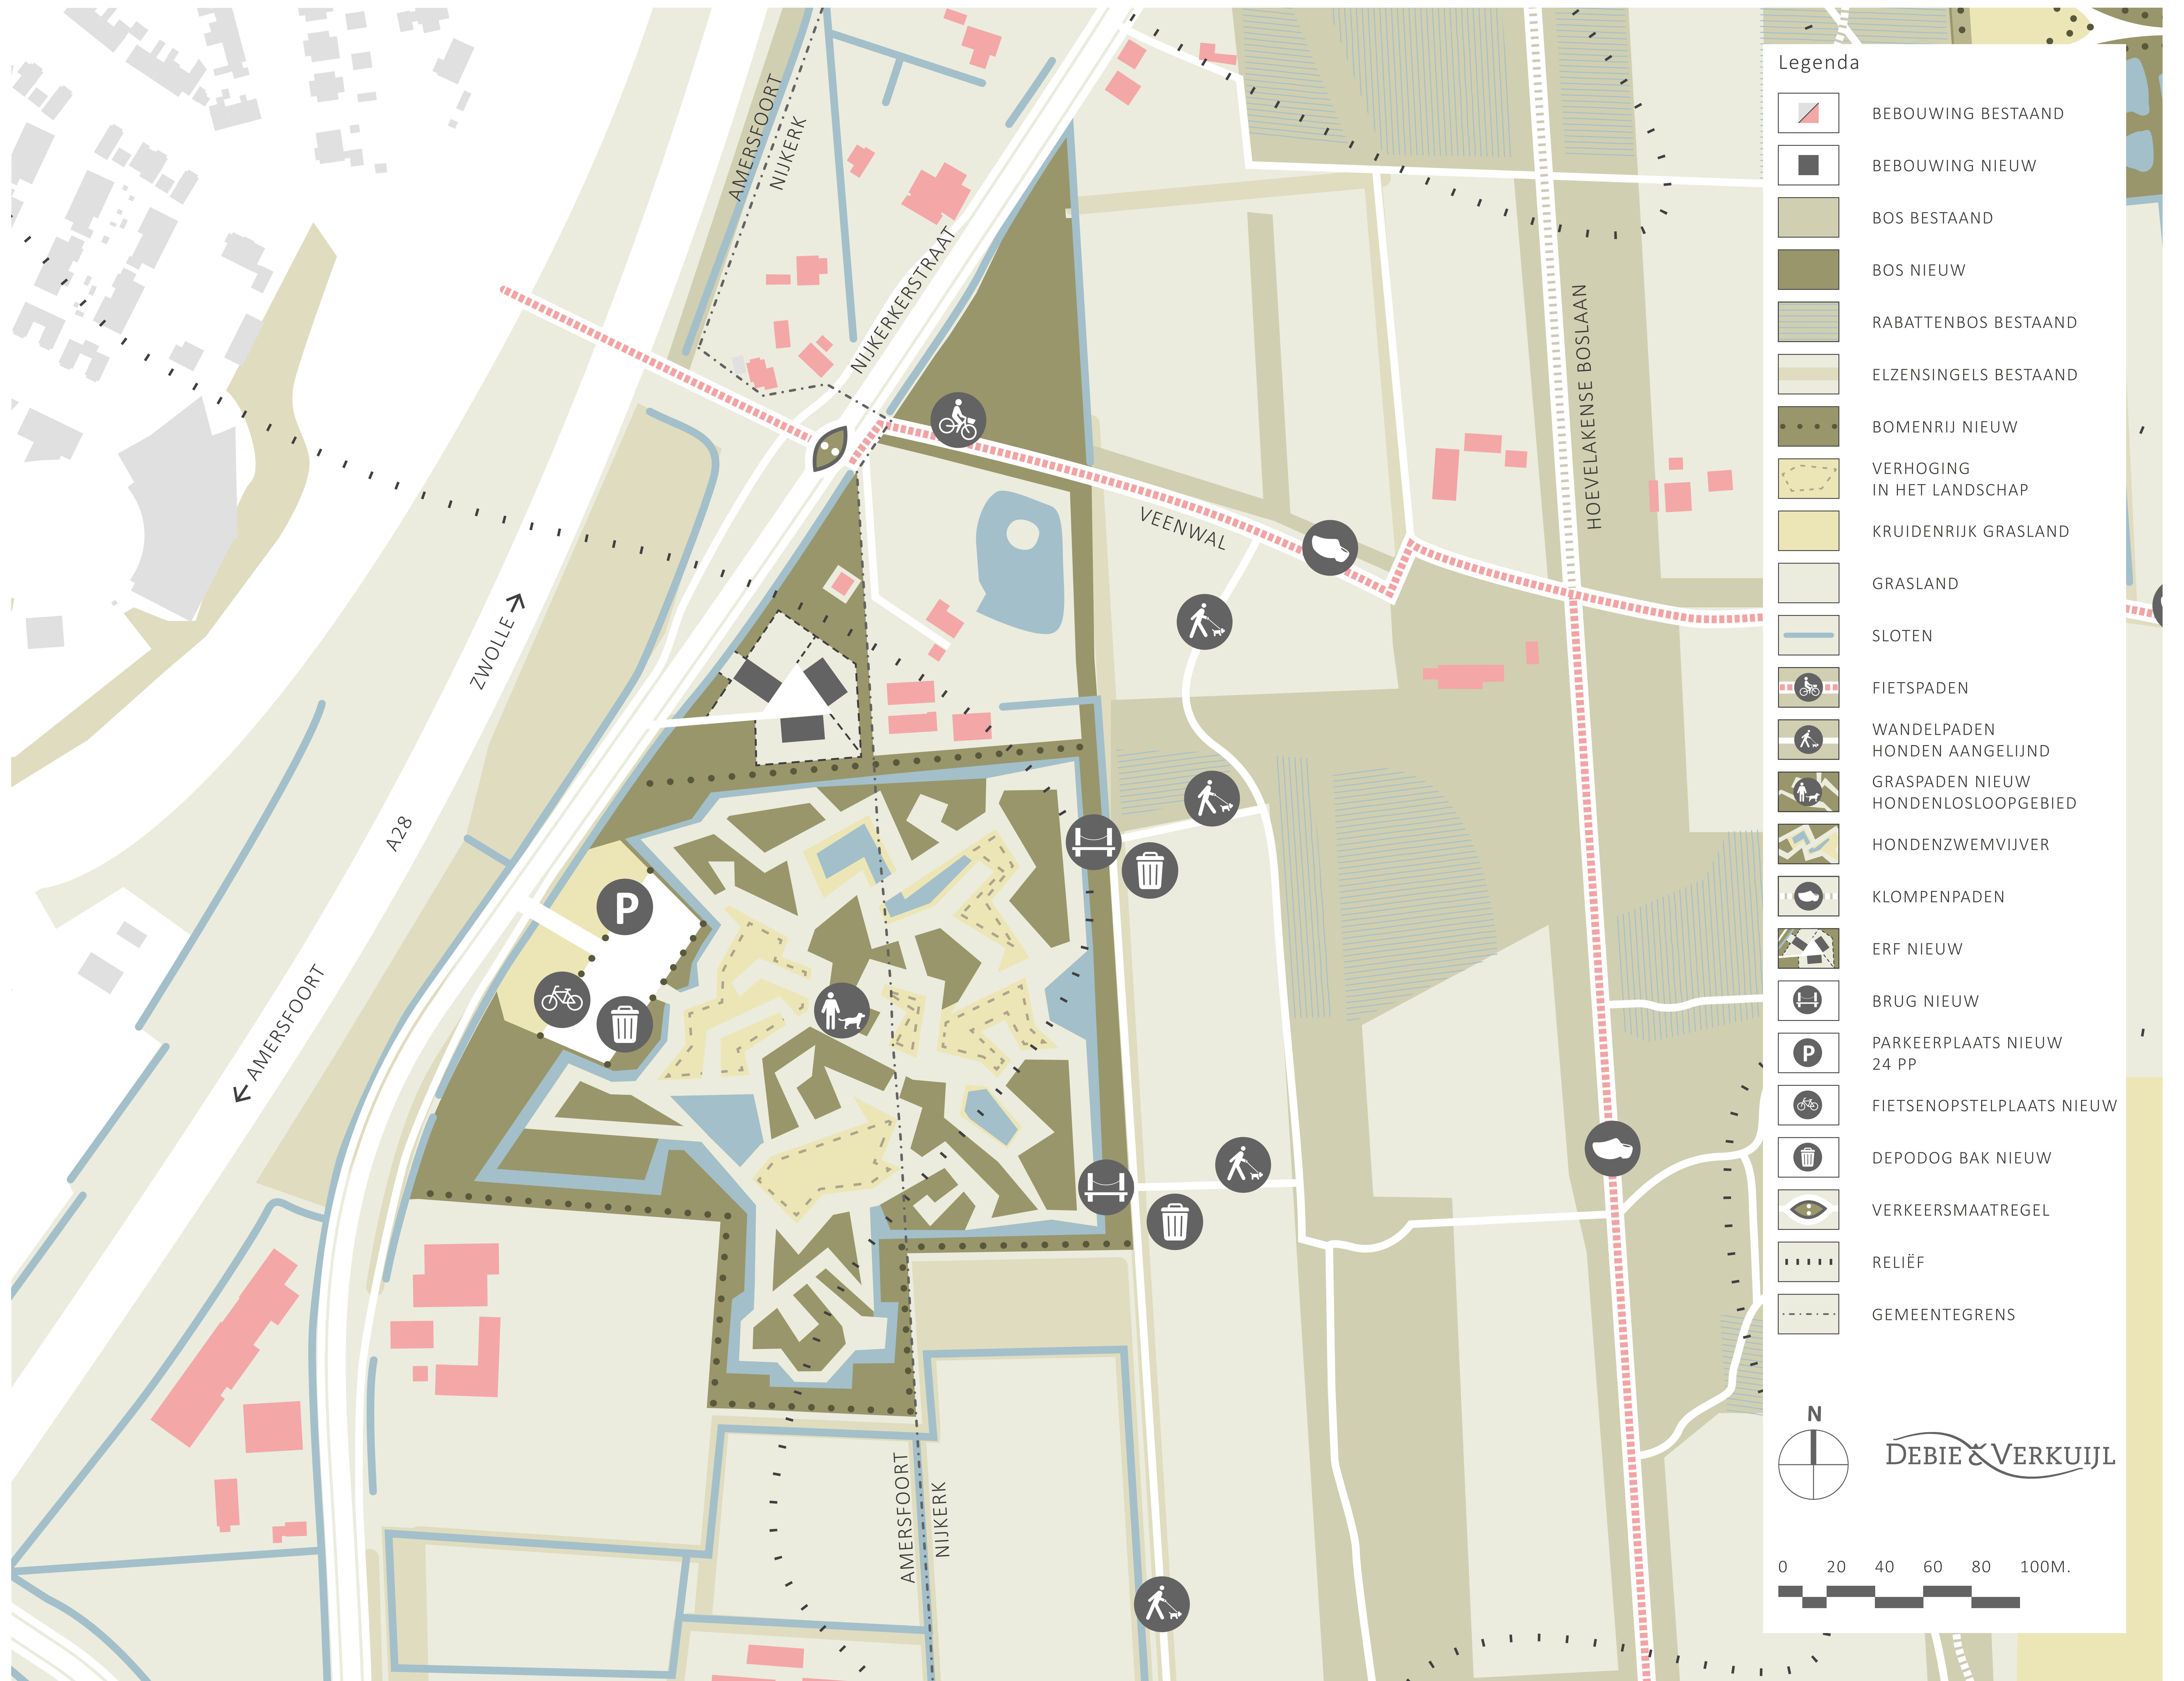 AMERSFOORT
NIJKERK
NIJKERKERSTRAAT
VEENWAL
HOEVELAKENSE BOSLAAN
ZWOLLE →
A28
← AMERSFOORT
P
AMERSFOORT
NIJKERK
Legenda
BEBOUWING BESTAAND
BEBOUWING NIEUW
BOS BESTAAND
BOS NIEUW
RABATTENBOS BESTAAND
ELZENSINGELS BESTAAND
BOMENRIJ NIEUW
VERHOGING
IN HET LANDSCHAP
KRUIDENRIJK GRASLAND
GRASLAND
SLOTEN
FIETSPADEN
WANDELPADEN
HONDEN AANGELIJND
GRASPADEN NIEUW
HONDENLOSLOOPGEBIED
HONDENZWEMVIJVER
KLOMPENPADEN
ERF NIEUW
BRUG NIEUW
P
PARKEERPLAATS NIEUW
24 PP
FIETSENOPSTELPLAATS NIEUW
DEPODOG BAK NIEUW
VERKEERSMAATREGEL
RELIËF
GEMEENTEGRENS
N
DEBIE & VERKUIJL
0 20 40 60 80 100M.